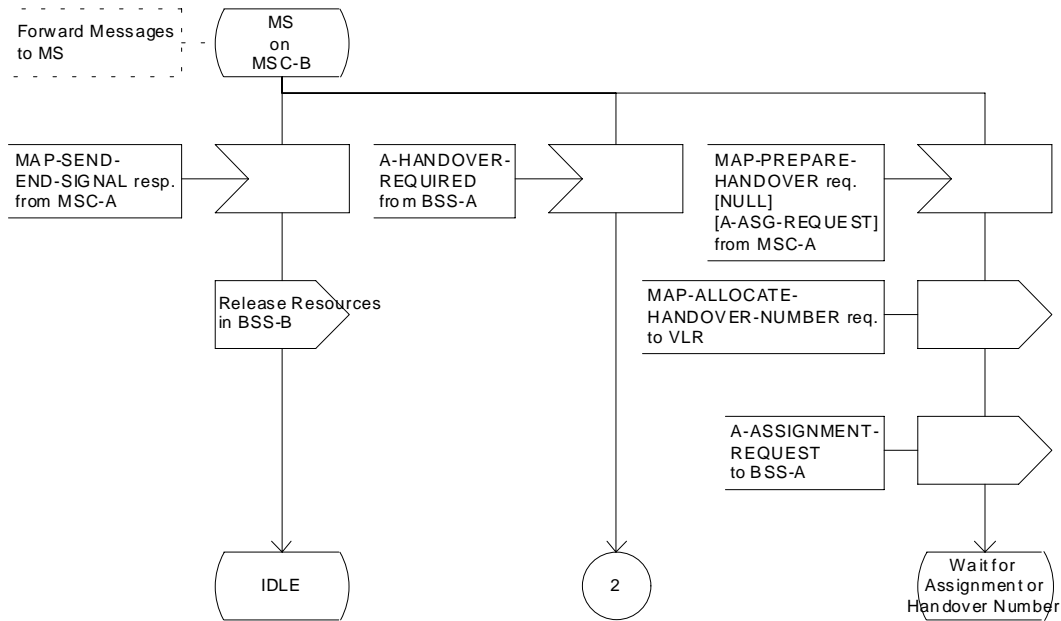 Forward Messages
to MS
MS
on
MSC-B
MAP-SEND-
END-SIGNAL resp.
from MSC-A
A-HANDOVER-
REQUIRED
from BSS-A
MAP-PREPARE-
HANDOVER req.
[NULL]
[A-ASG-REQUEST]
from MSC-A
Release Resources
in BSS-B
MAP-ALLOCATE-
HANDOVER-NUMBER req.
to VLR
A-ASSIGNMENT-
REQUEST
to BSS-A
IDLE
2
Wait for
Assignment or
Handover Number